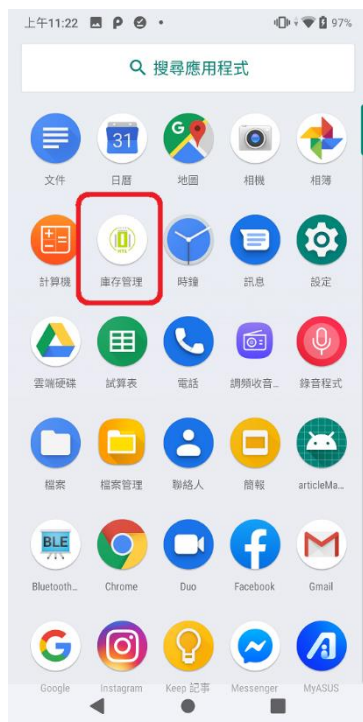 上午11:22 97%
搜尋應用程式
31 G
文件 日曆 地圖 相機 相簿
計算機 庫存管理 時鐘 訊息 設定
雲端硬碟 試算表 電話 調頻收音… 錄音程式
檔案 檔案管理 聯絡人 簡報 articleMa…
BLE
Bluetooth… Chrome Duo Facebook Gmail
Google Instagram Keep 記事 Messenger MyASUS